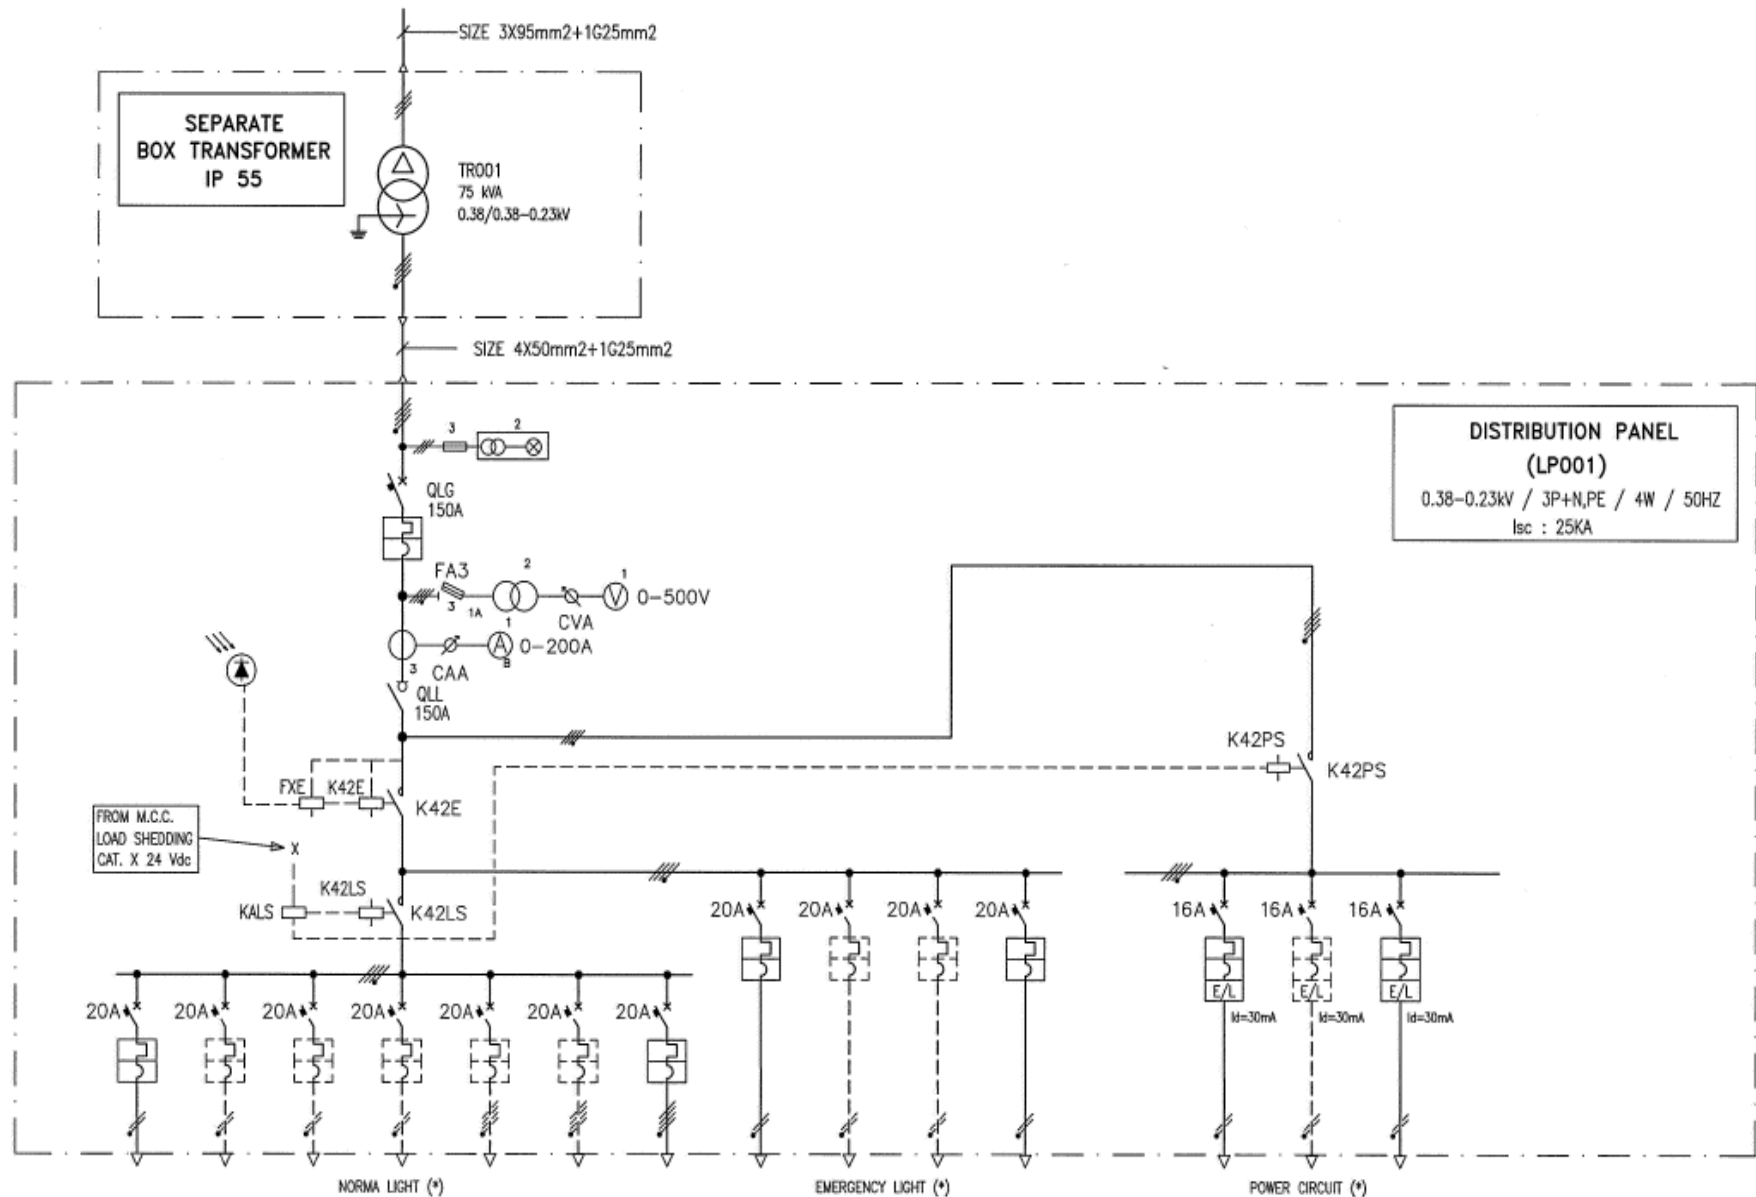 SIZE 3X95mm2+1G25mm2
SEPARATE
BOX TRANSFORMER
IP 55
TR001
75 kVA
0.38/0.38-0.23kV
SIZE 4X50mm2+1G25mm2
DISTRIBUTION PANEL
(LP001)
0.38-0.23kV / 3P+N,PE / 4W / 50HZ
Isc : 25KA
3
2
QLG
150A
FA3
3
1A
2
CVA
1
V
0-500V
3
CAA
1
A
B
0-200A
QLL
150A
K42PS
K42PS
FXE
K42E
K42E
FROM M.C.C.
LOAD SHEDDING
CAT. X 24 Vdc
X
K42LS
KALS
K42LS
20A
20A
20A
20A
16A
16A
16A
E/L
E/L
E/L
Id=30mA
Id=30mA
Id=30mA
20A
20A
20A
20A
20A
20A
20A
NORMA LIGHT (*)
EMERGENCY LIGHT (*)
POWER CIRCUIT (*)